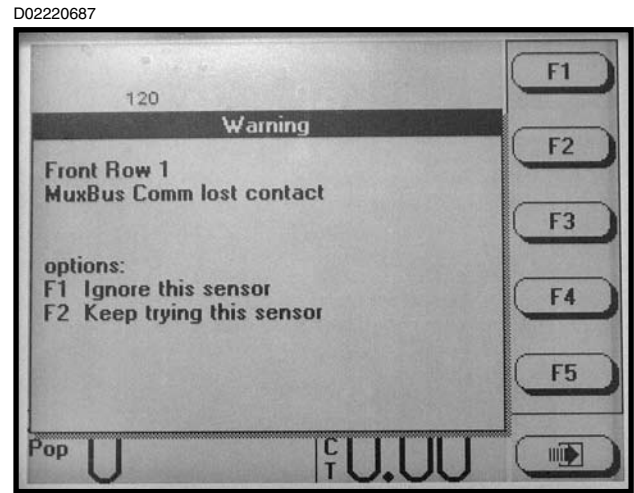 D02220687
120
Warning
Front Row 1
MuxBus Comm lost contact
options:
F1 Ignore this sensor
F2 Keep trying this sensor
F1
F2
F3
F4
F5
Pop
C
T